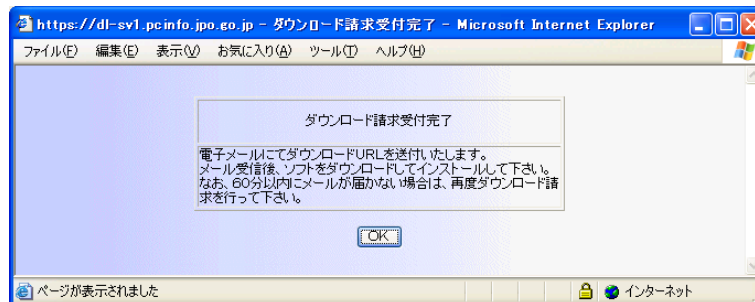 https://dl-sv1.pcinfo.jpo.go.jp - ダウンロード請求受付完了 - Microsoft Internet Explorer
ファイル(F) 編集(E) 表示(V) お気に入り(A) ツール(T) ヘルプ(H)
ダウンロード請求受付完了
電子メールにてダウンロードURLを送付いたします。
メール受信後、ソフトをダウンロードしてインストールして下さい。
なお、60分以内にメールが届かない場合は、再度ダウンロード請
求を行って下さい。
OK
ページが表示されました インターネット